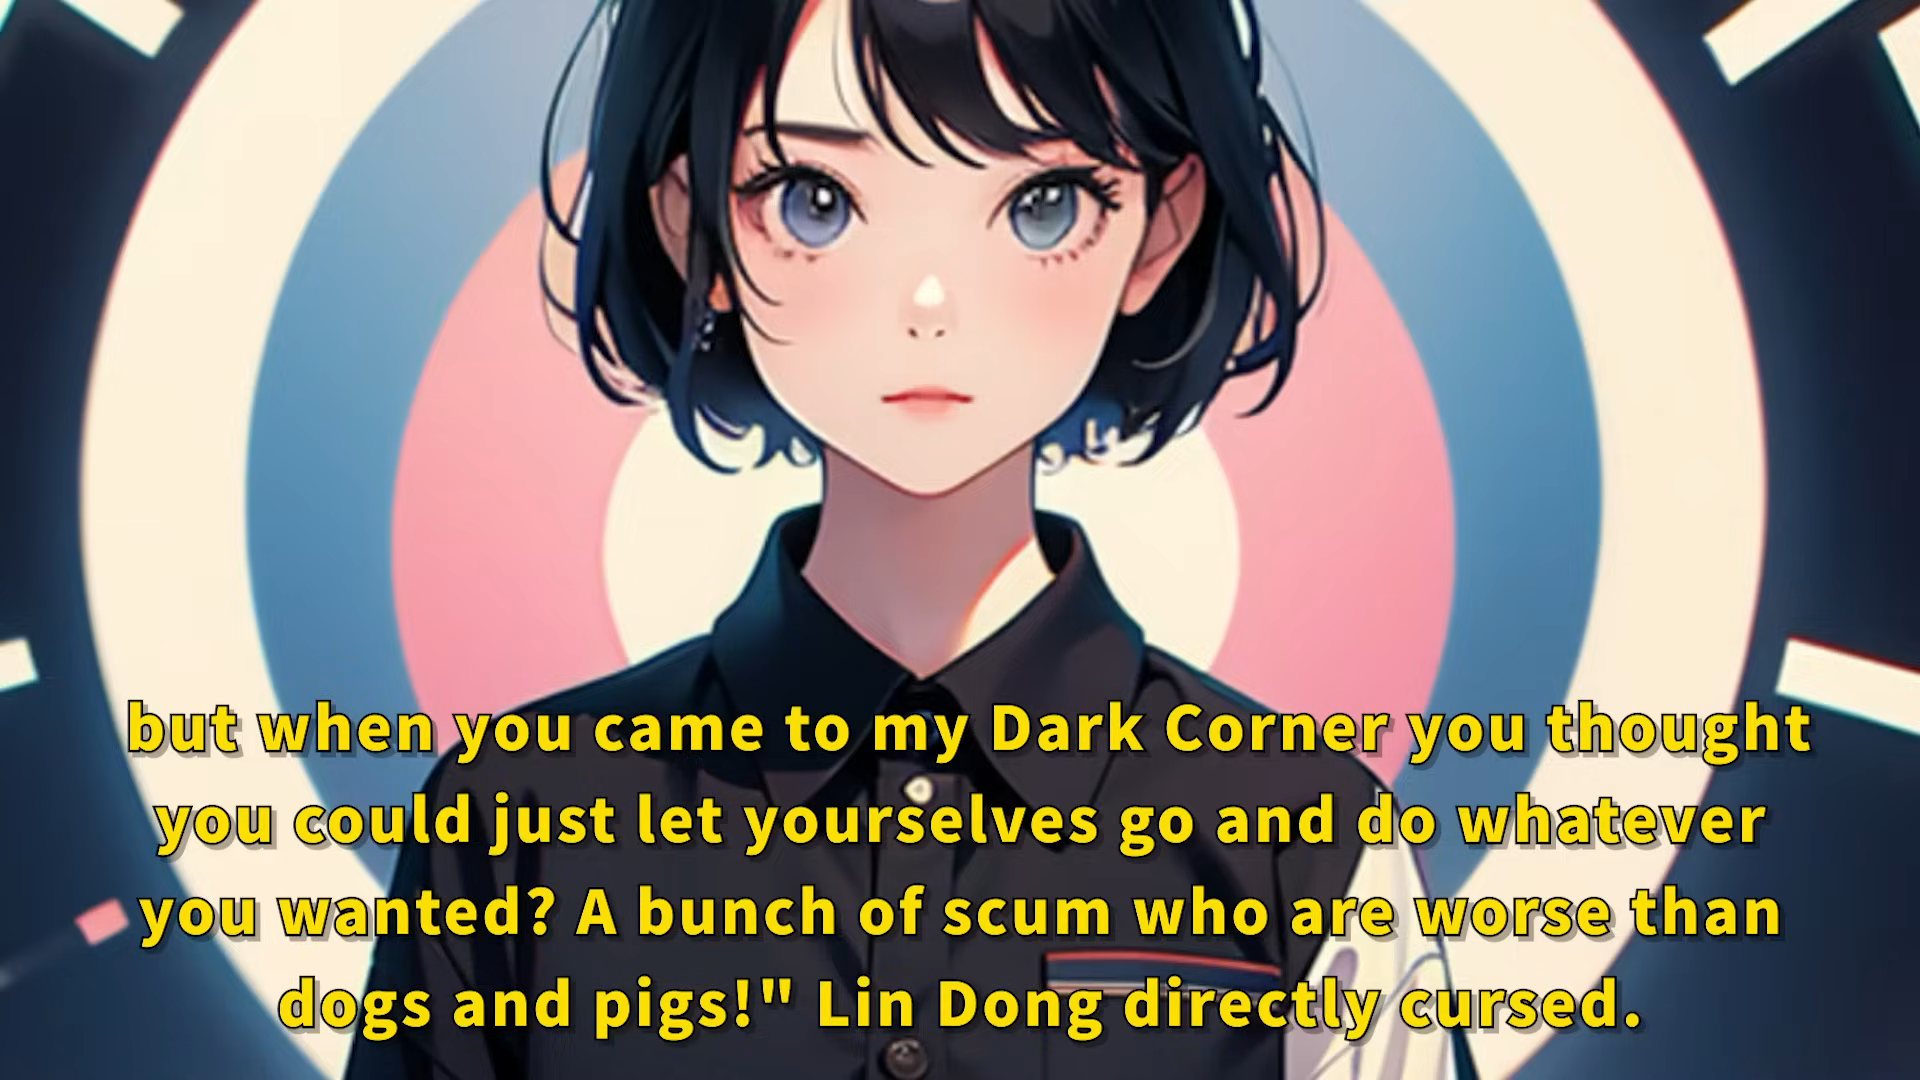 but when you came to my Dark Corner you thought
you could just let yourselves go and do whatever
you wanted? A bunch of scum who are worse than
dogs and pigs!" Lin Dong directly cursed.